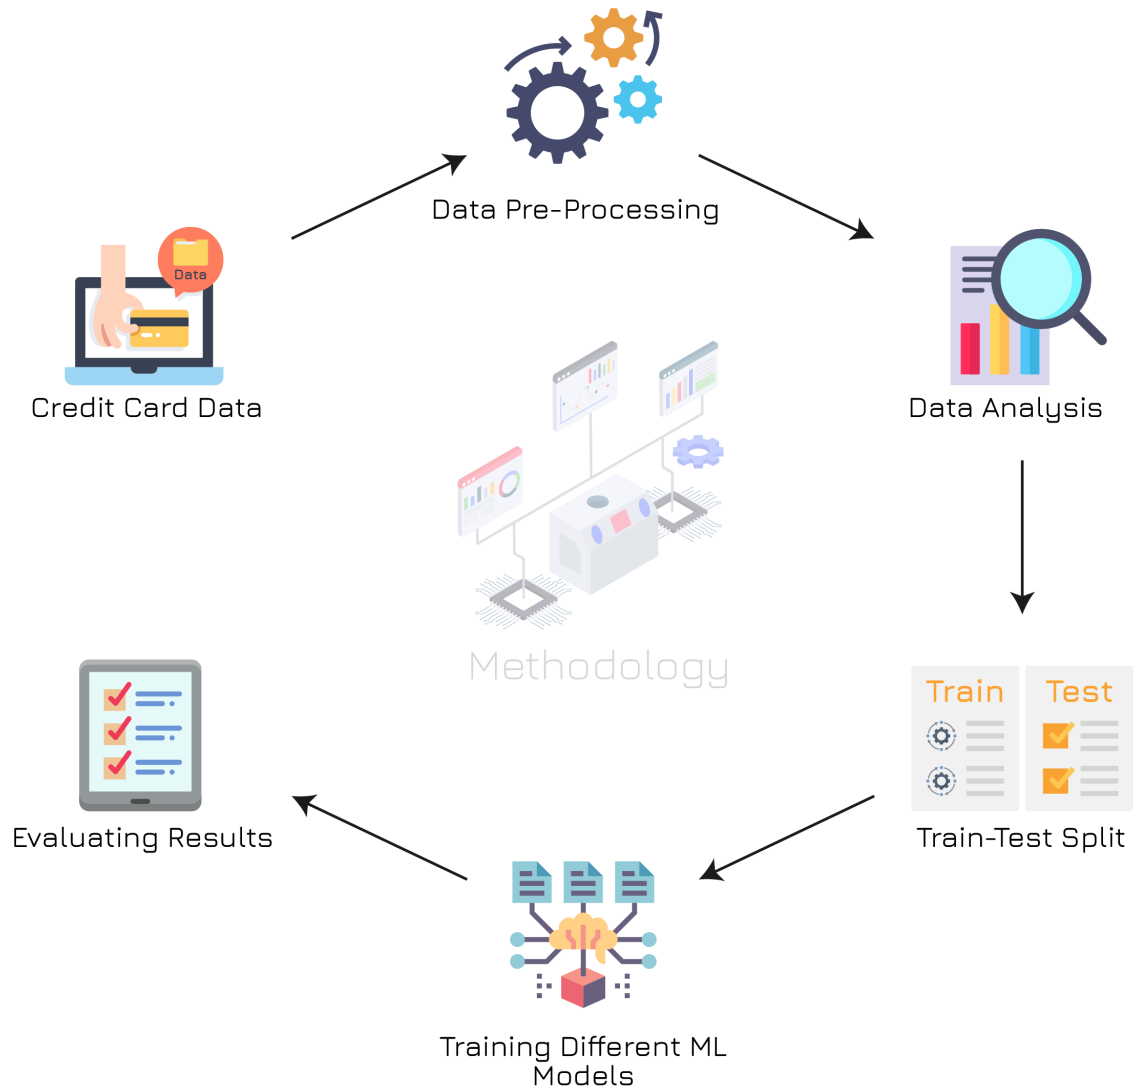 Data Pre-Processing
Data
Credit Card Data
Data Analysis
Methodology
Train
Test
Train-Test Split
Evaluating Results
Training Different ML
Models